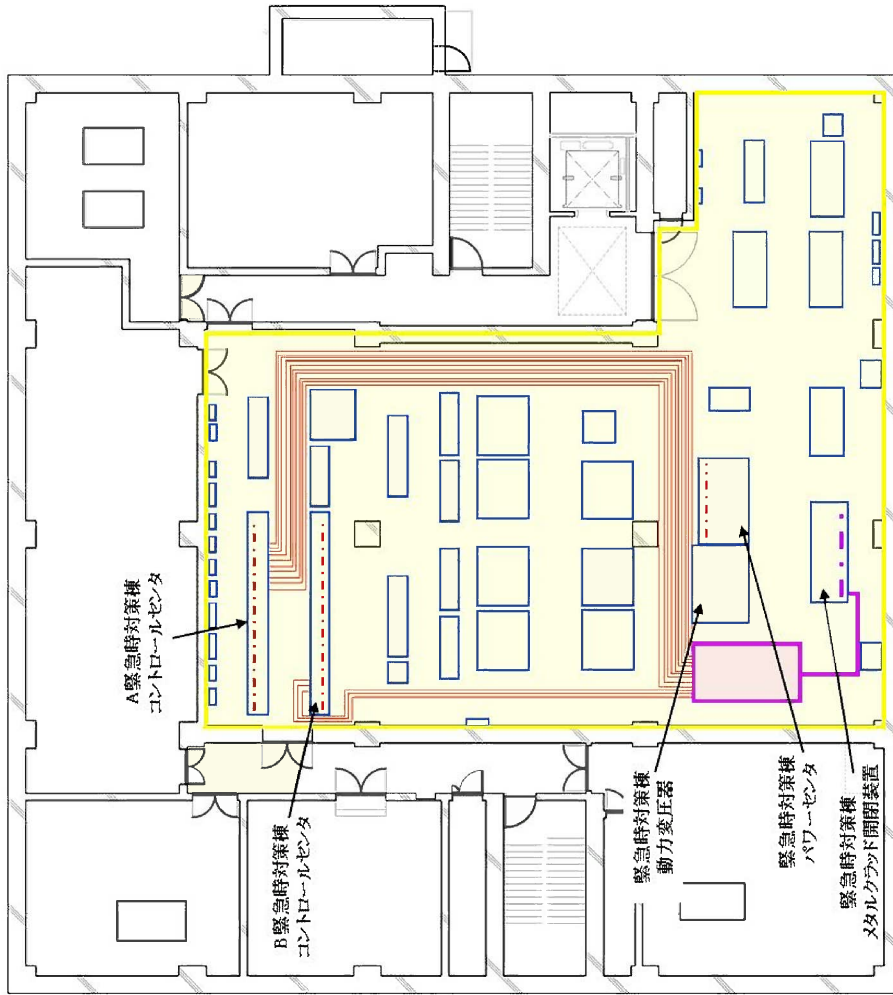 A緊急時対策棟
コントロールセンタ
B緊急時対策棟
コントロールセンタ
緊急時対策棟
動力変圧器
緊急時対策棟
パワーセンタ
緊急時対策棟
メタルクラッド開閉装置